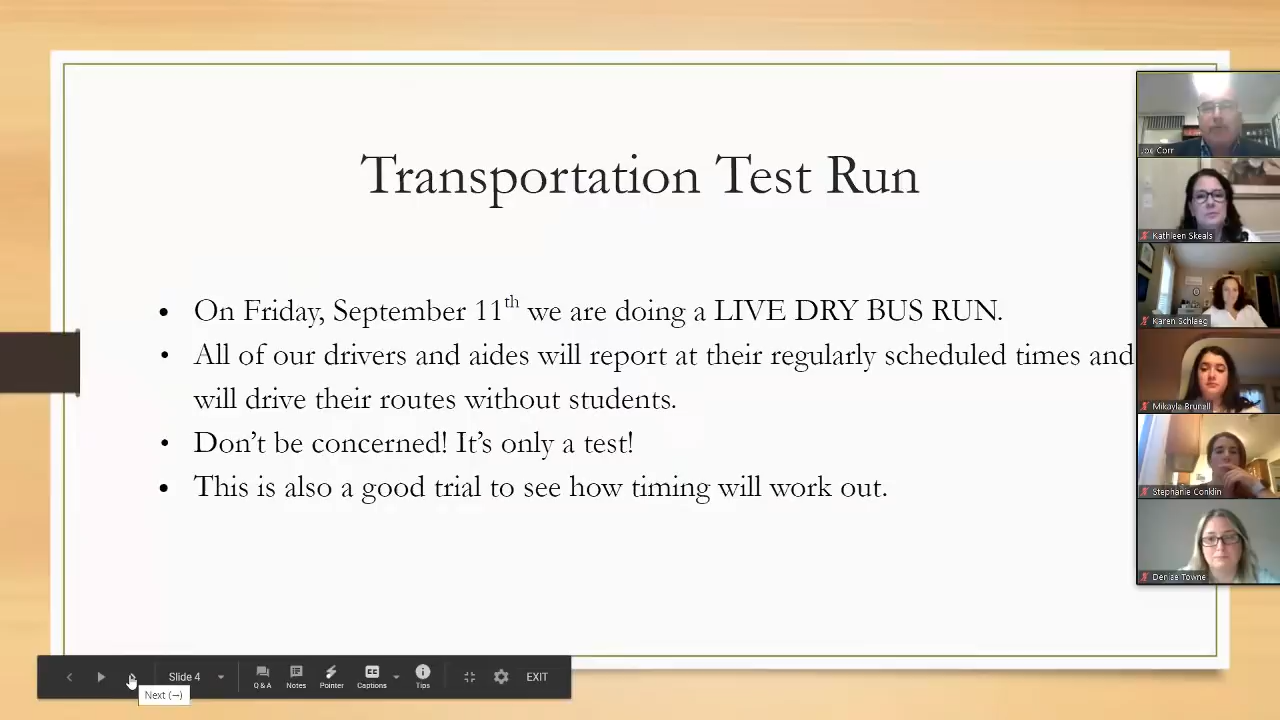 Transportation Test Run
• On Friday, September 11th we are doing a LIVE DRY BUS RUN.
• All of our drivers and aides will report at their regularly scheduled times and
will drive their routes without students.
• Don't be concerned! It's only a test!
• This is also a good trial to see how timing will work out.
Joe Corr
Kathleen Skeals
Karen Schlaeg
Mikayla Brunell
Stephanie Conklin
Denise Towne
Slide 4
Q & A
Notes
Pointer
Captions
Tips
EXIT
Next (→)